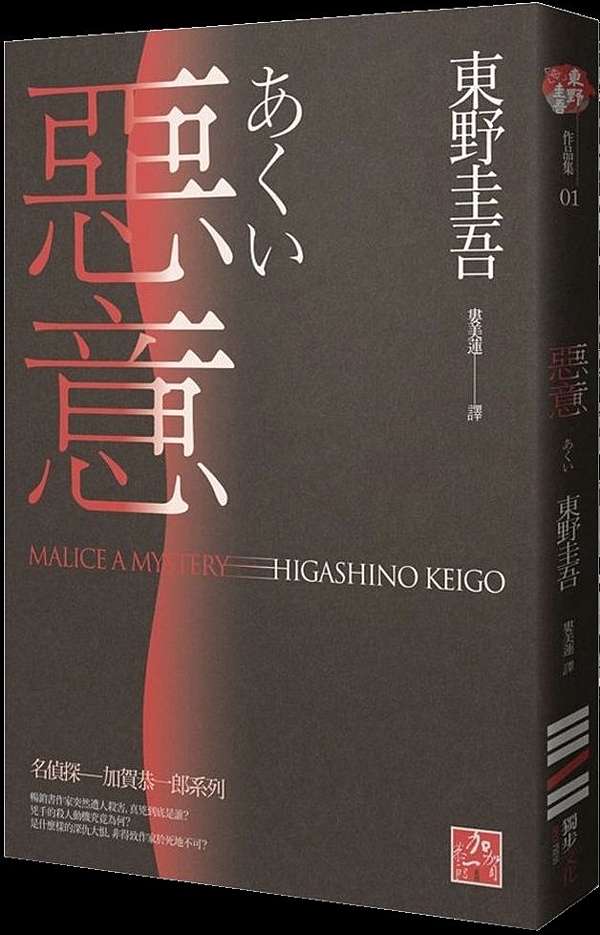 惡意
あくい
東野圭吾
婁美蓮 譯
MALICE A MYSTERY HIGASHINO KEIGO
名偵探—加賀恭一郎系列
暢銷書作家突然遭人殺害，真兇到底是誰？
兇手的殺人動機究竟為何？
是什麼樣的深仇大恨，非得致作家於死地不可？
加賀恭一郎
東野圭吾
作品集
01
惡意
あくい
東野圭吾
婁美蓮 譯
獨步文化